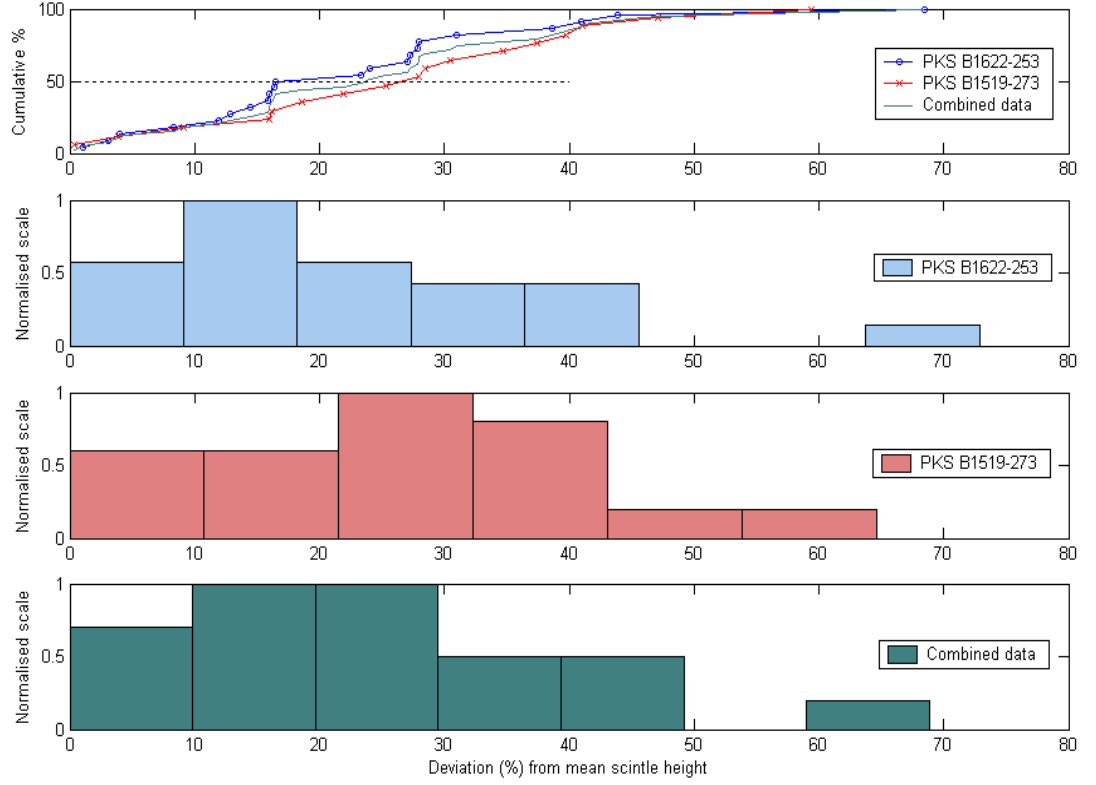 Cumulative %
100
50
0
0 10 20 30 40 50 60 70 80
PKS B1622-253
PKS B1519-273
Combined data
Normalised scale
1
0.5
0
0 10 20 30 40 50 60 70 80
PKS B1622-253
Normalised scale
1
0.5
0
0 10 20 30 40 50 60 70 80
PKS B1519-273
Normalised scale
1
0.5
0
0 10 20 30 40 50 60 70 80
Combined data
Deviation (%) from mean scintle height